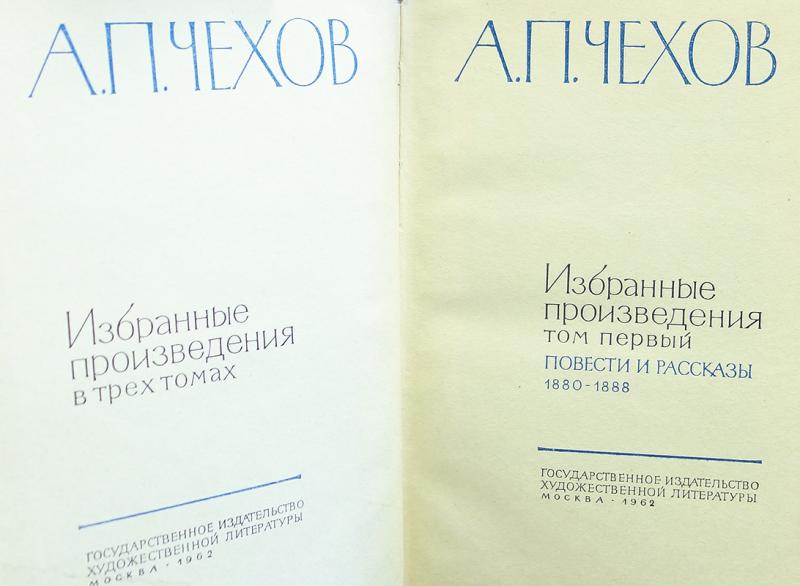 А.П.ЧЕХОВ
Избранные
произведения
в трех томах
ГОСУДАРСТВЕННОЕ ИЗДАТЕЛЬСТВО
ХУДОЖЕСТВЕННОЙ ЛИТЕРАТУРЫ
МОСКВА · 1962
А.П.ЧЕХОВ
Избранные
произведения
том первый
ПОВЕСТИ И РАССКАЗЫ
1880-1888
ГОСУДАРСТВЕННОЕ ИЗДАТЕЛЬСТВО
ХУДОЖЕСТВЕННОЙ ЛИТЕРАТУРЫ
МОСКВА · 1962